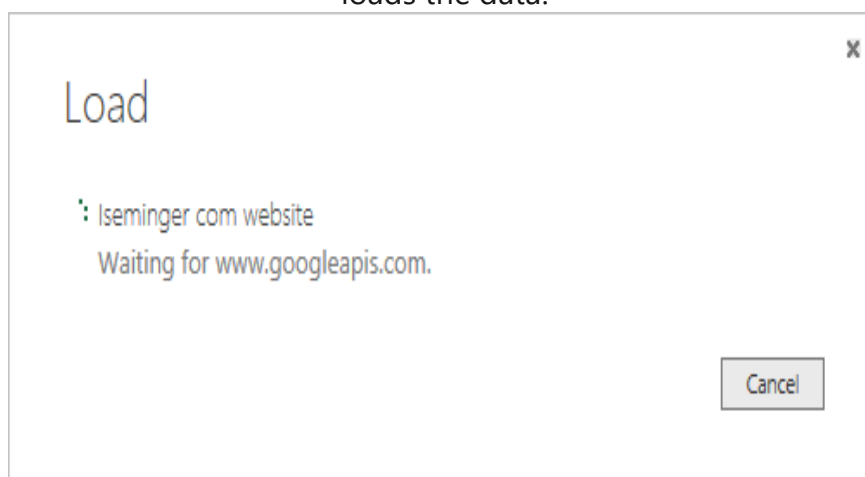 loads the data.
x
Load
Iseminger com website
Waiting for www.googleapis.com.
Cancel